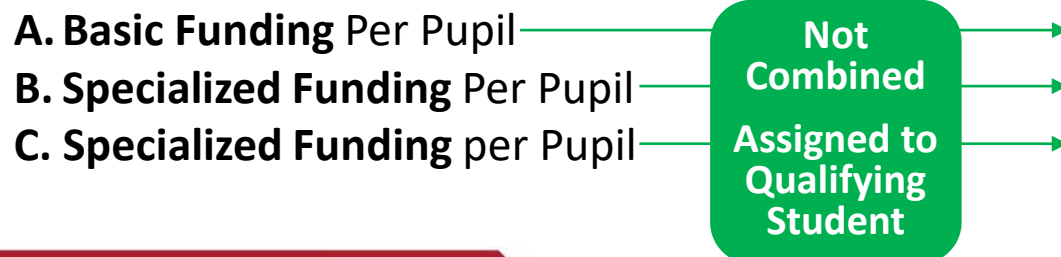 A. Basic Funding Per Pupil
B. Specialized Funding Per Pupil
C. Specialized Funding per Pupil
Not
Combined
Assigned to
Qualifying
Student